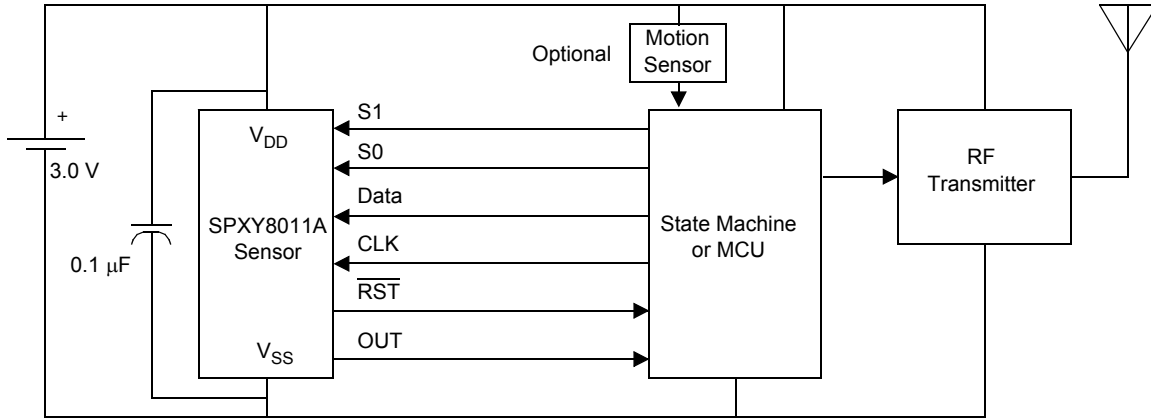 Optional
Motion
Sensor
+
3.0 V
0.1 μF
V_DD
SPXY8011A
Sensor
V_SS
S1
S0
Data
CLK
R̅S̅T̅
OUT
State Machine
or MCU
RF
Transmitter